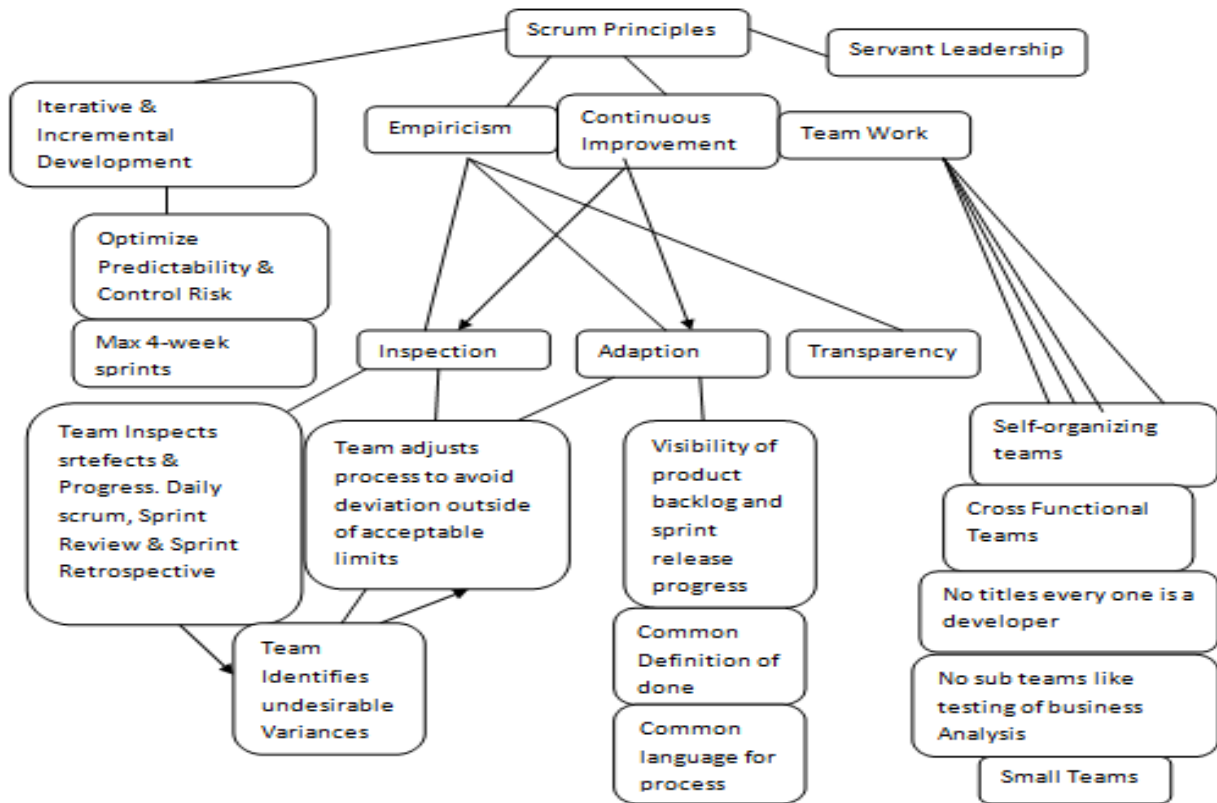 Scrum Principles
Servant Leadership
Iterative &
Incremental
Development
Empiricism
Continuous
Improvement
Team Work
Optimize
Predictability &
Control Risk
Max 4-week
sprints
Inspection
Adaption
Transparency
Team Inspects
srtefects &
Progress. Daily
scrum, Sprint
Review & Sprint
Retrospective
Team adjusts
process to avoid
deviation outside
of acceptable
limits
Visibility of
product
backlog and
sprint
release
progress
Self-organizing
teams
Cross Functional
Teams
No titles every one is a
developer
Team
Identifies
undesirable
Variances
Common
Definition of
done
No sub teams like
testing of business
Analysis
Common
language for
process
Small Teams